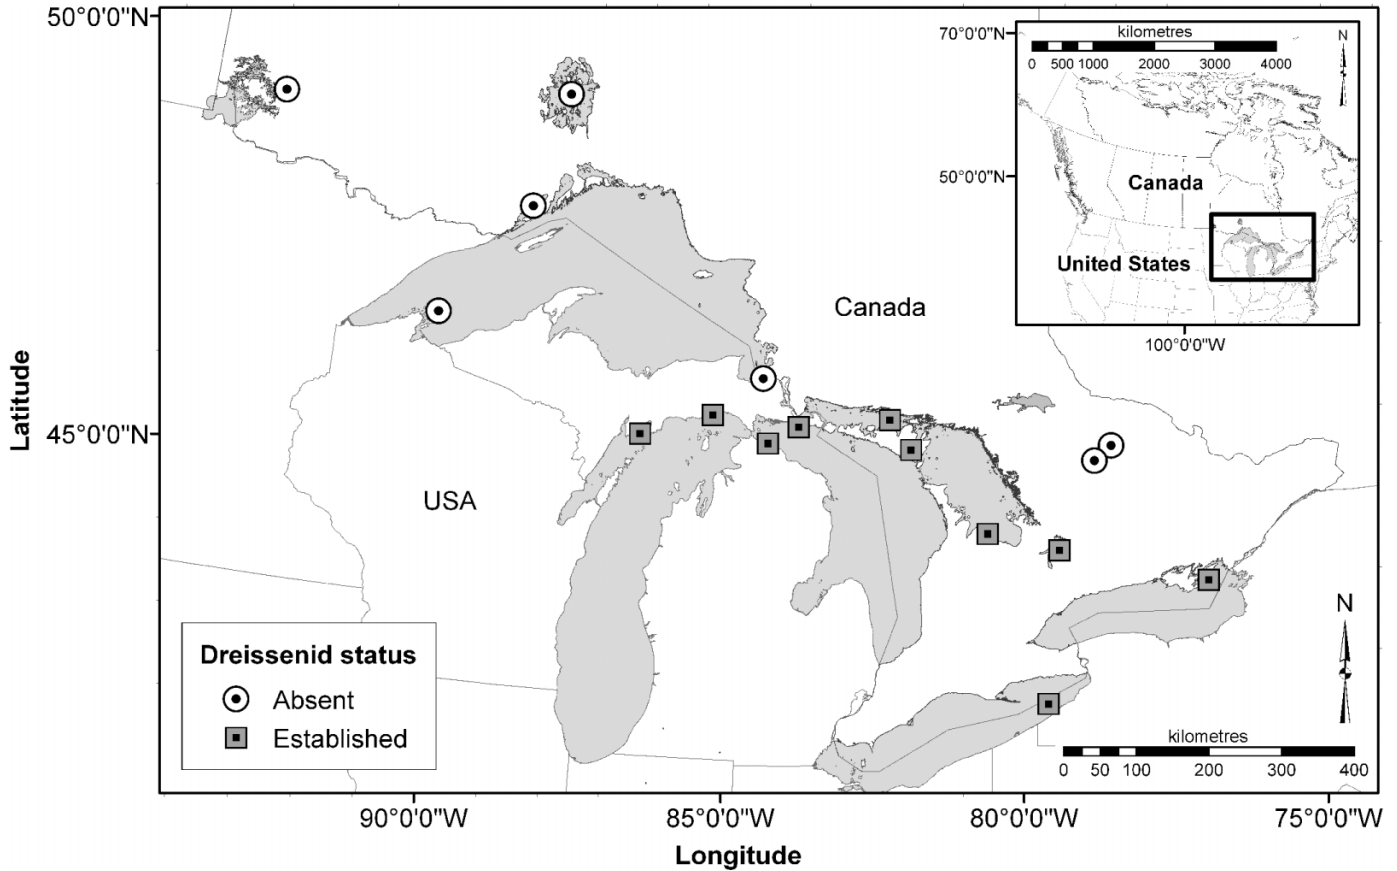 50°0'0"N
70°0'0"N
kilometres
N
0 500 1000 2000 3000 4000
50°0'0"N
Canada
United States
100°0'0"W
Canada
Latitude
45°0'0"N
USA
Dreissenid status
Absent
Established
N
kilometres
0 50 100 200 300 400
90°0'0"W 85°0'0"W 80°0'0"W 75°0'0"W
Longitude